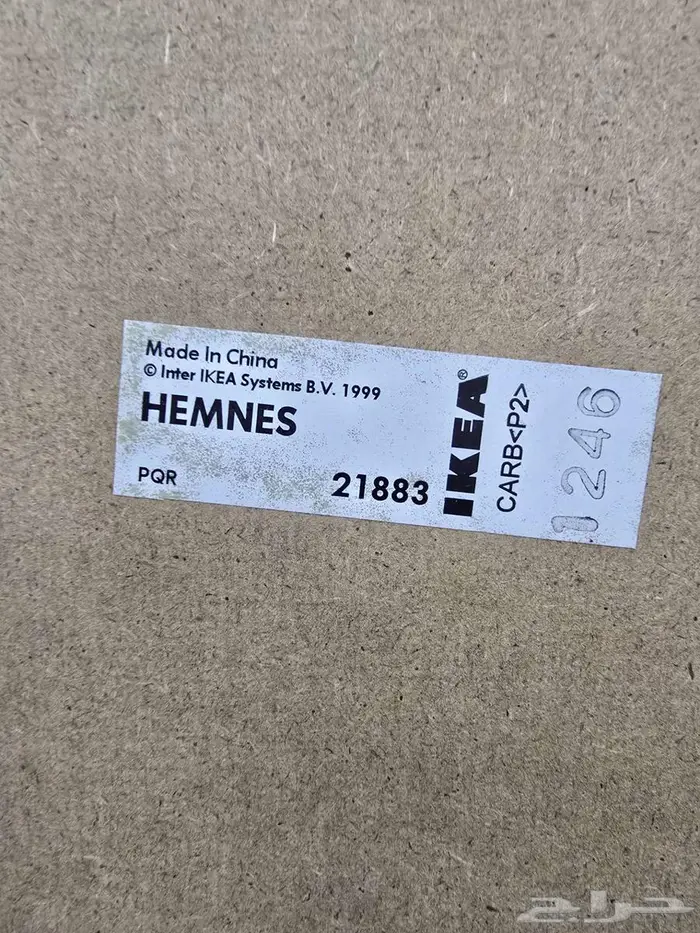 Made In China
© Inter IKEA Systems B.V. 1999
HEMNES
PQR
21883
IKEA®
CARB<P2>
1246
حراج